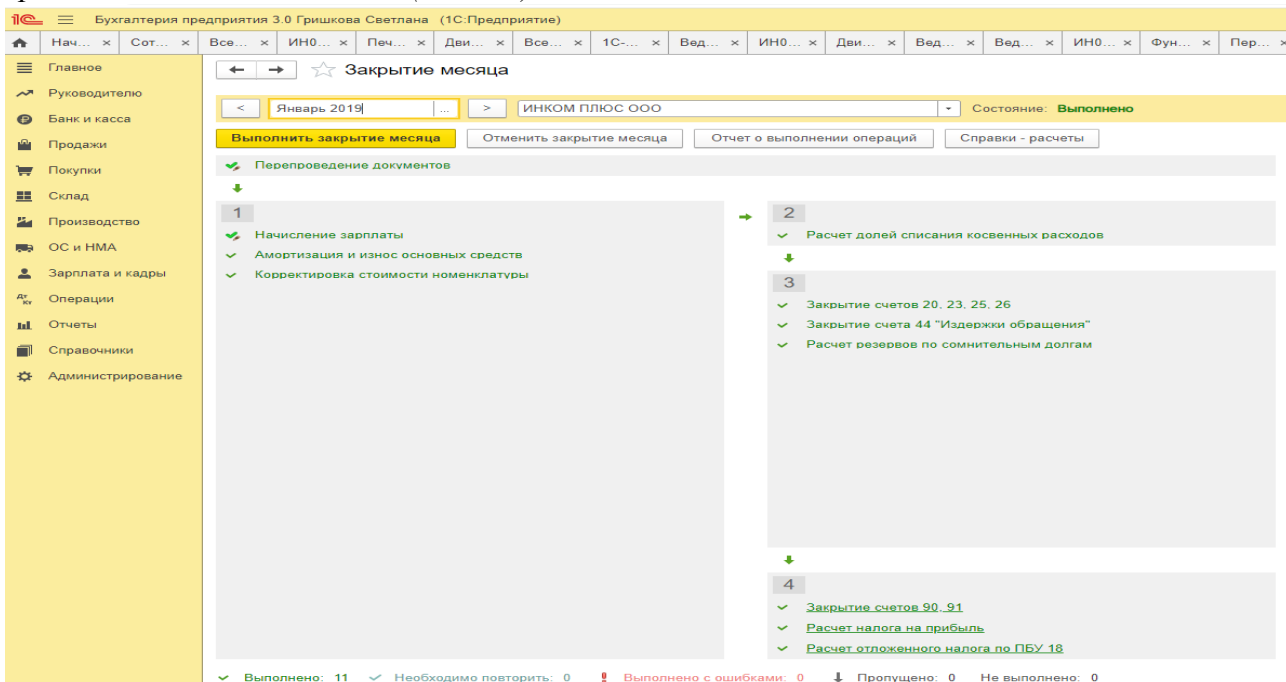 1С Бухгалтерия предприятия 3.0 Гришкова Светлана (1С:Предприятие)
Нач... × Сот... × Все... × ИН0... × Печ... × Дви... × Все... × 1С-... × Вед... × ИН0... × Дви... × Вед... × Вед... × ИН0... × Фун... × Пер... ×
Главное
Руководителю
Банк и касса
Продажи
Покупки
Склад
Производство
ОС и НМА
Зарплата и кадры
Операции
Отчеты
Справочники
Администрирование
Закрытие месяца
< Январь 2019 ... > ИНКОМ ПЛЮС ООО Состояние: Выполнено
Выполнить закрытие месяца Отменить закрытие месяца Отчет о выполнении операций Справки - расчеты
Перепроведение документов
1
Начисление зарплаты
Амортизация и износ основных средств
Корректировка стоимости номенклатуры
2
Расчет долей списания косвенных расходов
3
Закрытие счетов 20, 23, 25, 26
Закрытие счета 44 "Издержки обращения"
Расчет резервов по сомнительным долгам
4
Закрытие счетов 90, 91
Расчет налога на прибыль
Расчет отложенного налога по ПБУ 18
Выполнено: 11 Необходимо повторить: 0 Выполнено с ошибками: 0 Пропущено: 0 Не выполнено: 0